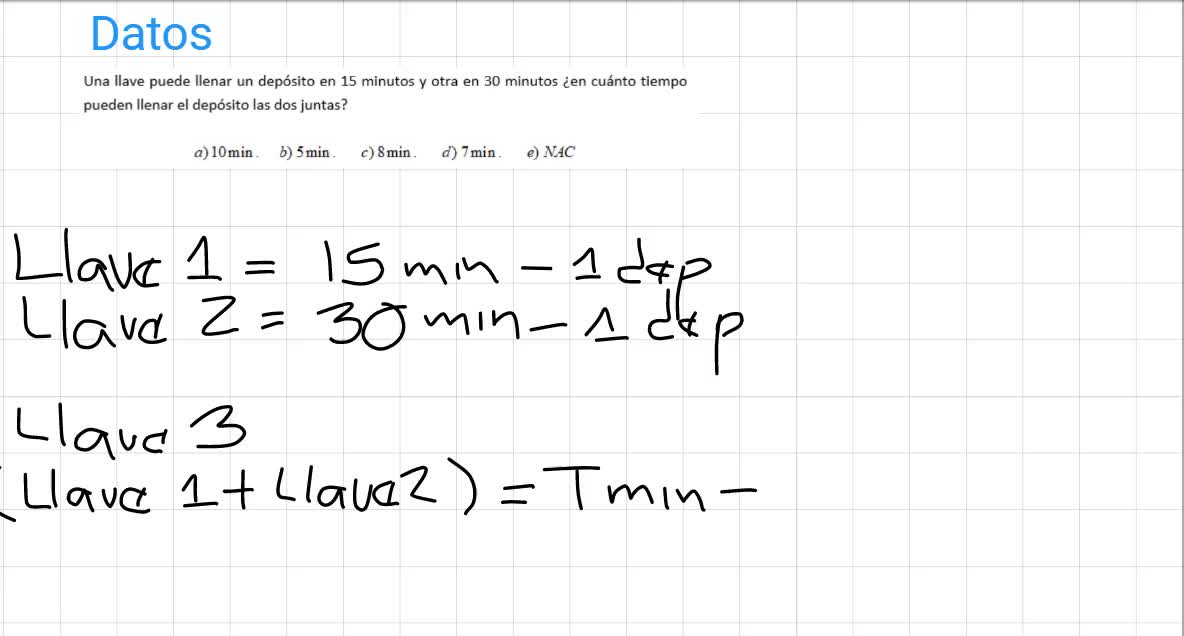 Datos
Una llave puede llenar un depósito en 15 minutos y otra en 30 minutos ¿en cuánto tiempo
pueden llenar el depósito las dos juntas?
a) 10 min. b) 5 min. c) 8 min. d) 7 min. e) NAC
Llave 1 = 15 min - 1 dep
Llave 2 = 30 min - 1 dep
Llave 3
(Llave 1 + Llave 2) = T min -